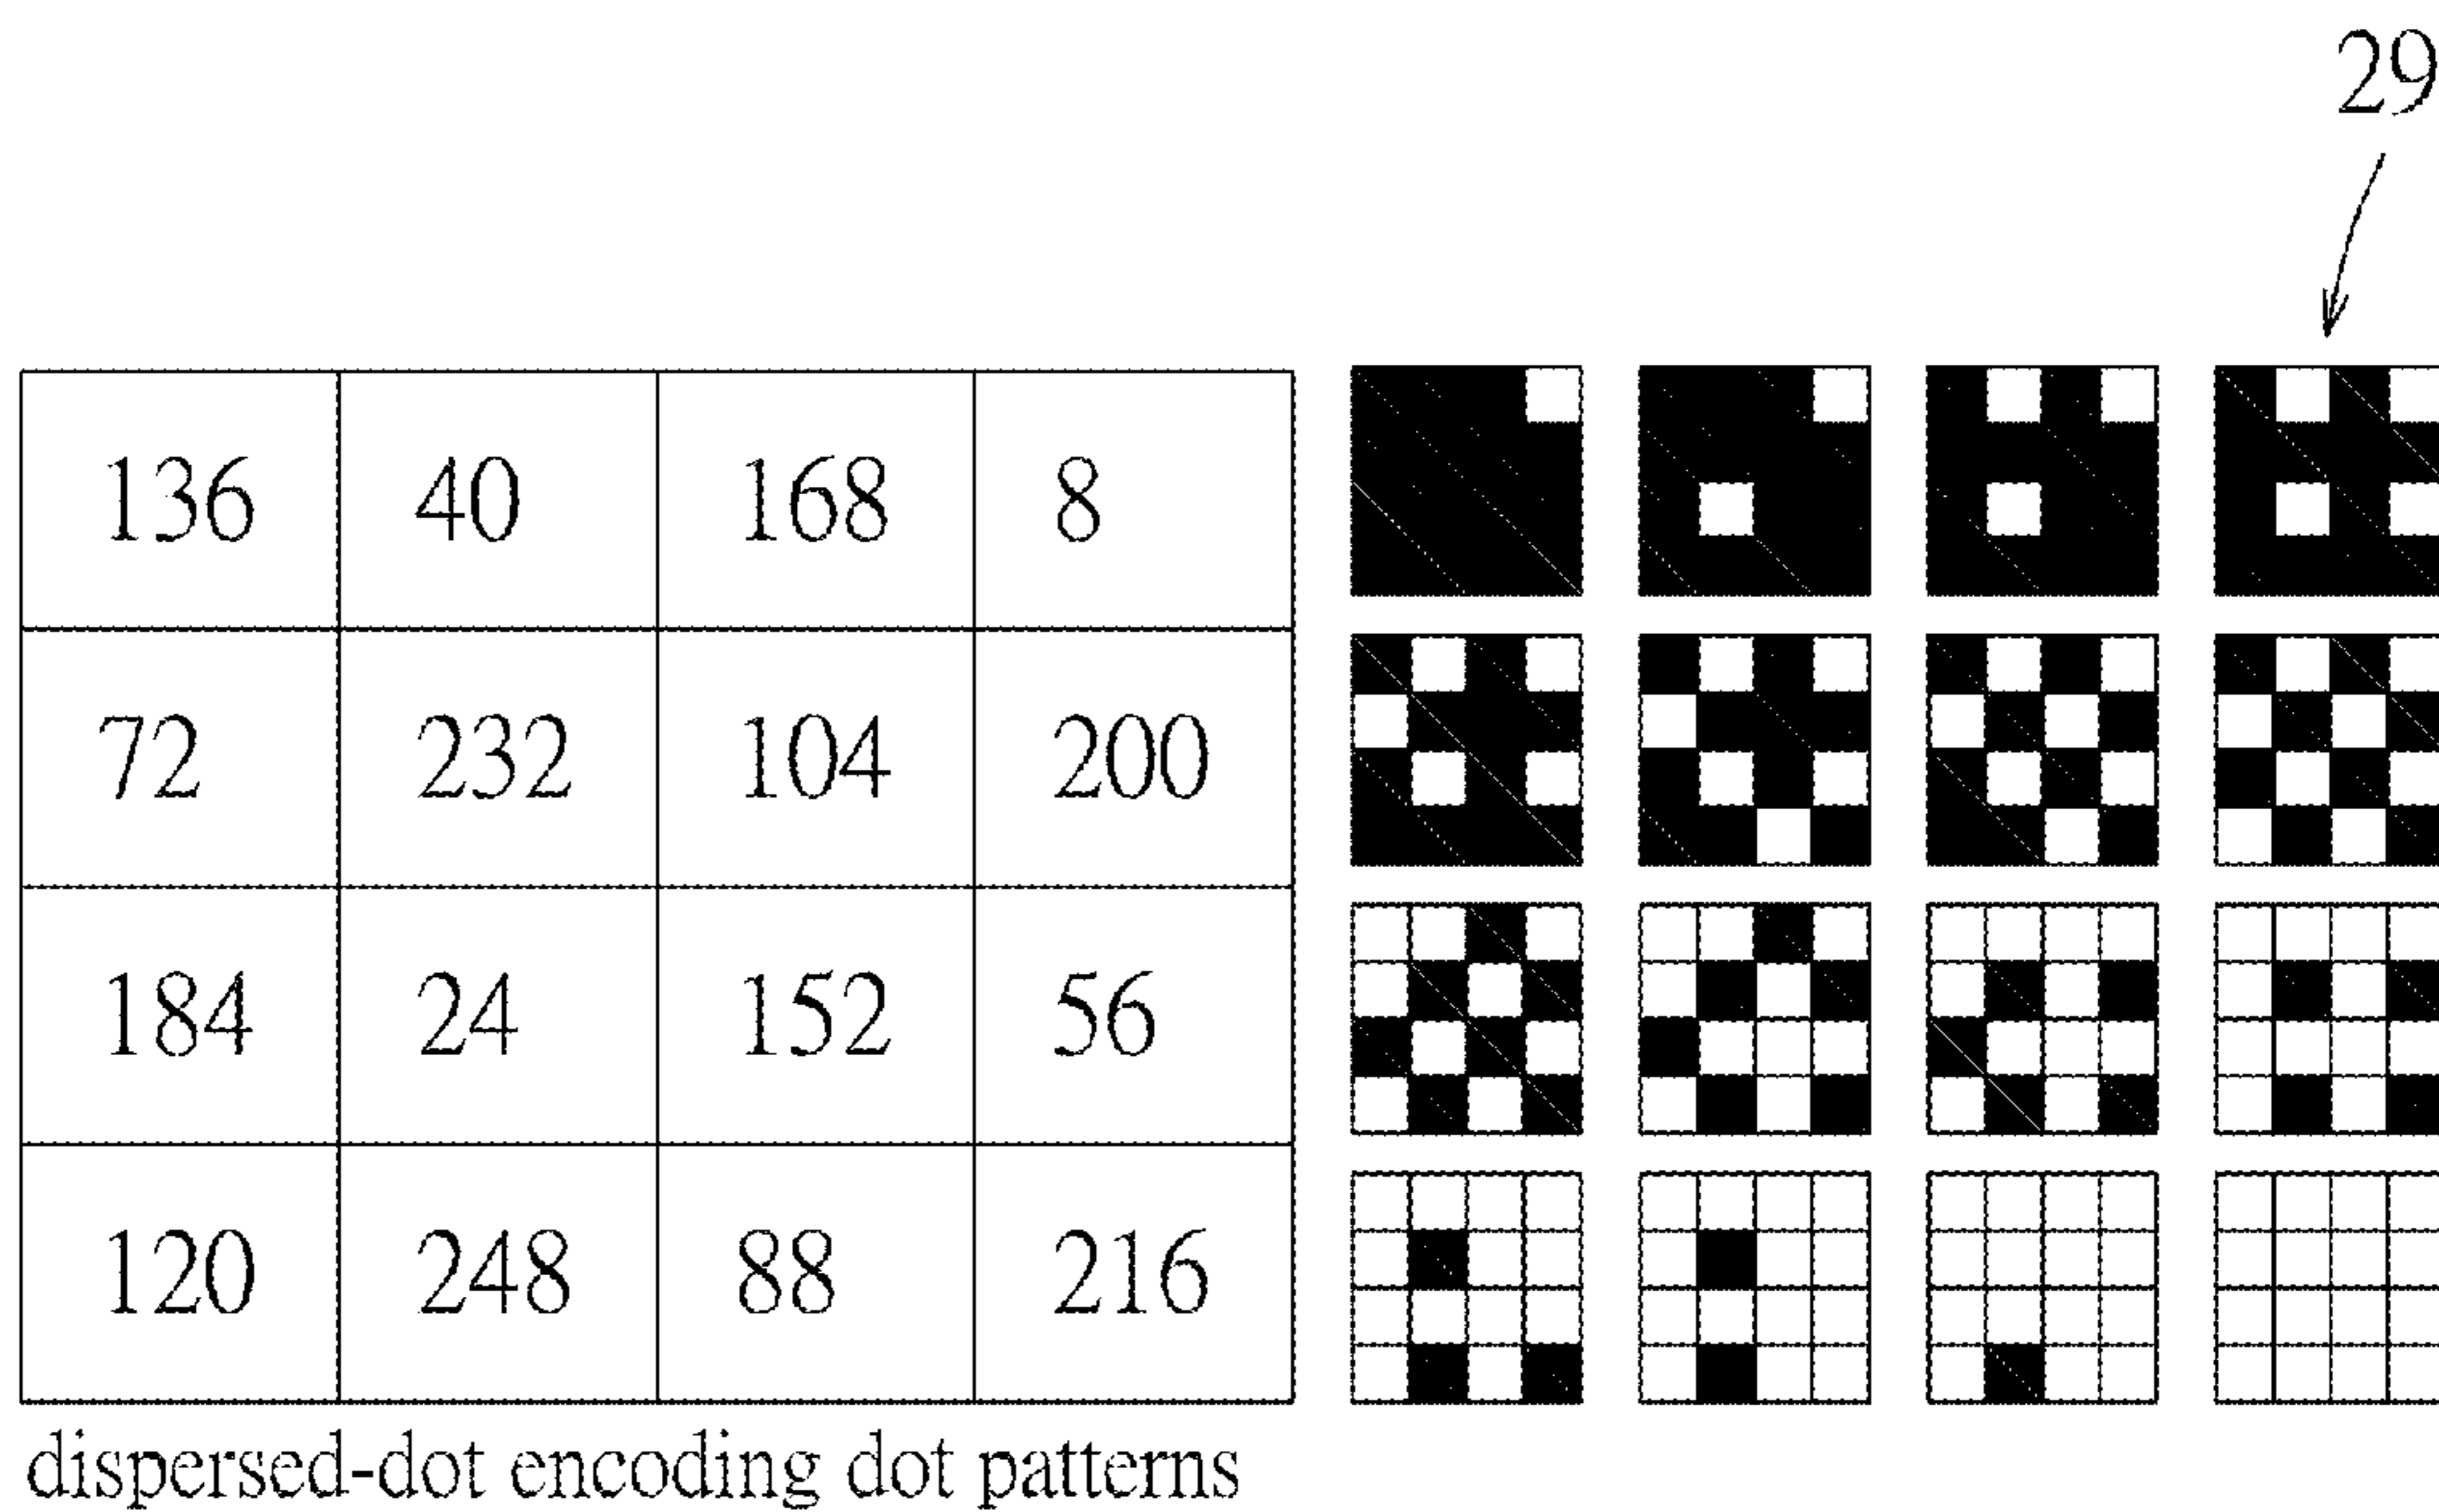 29
136 40 168 8
72 232 104 200
184 24 152 56
120 248 88 216
dispersed-dot encoding dot patterns